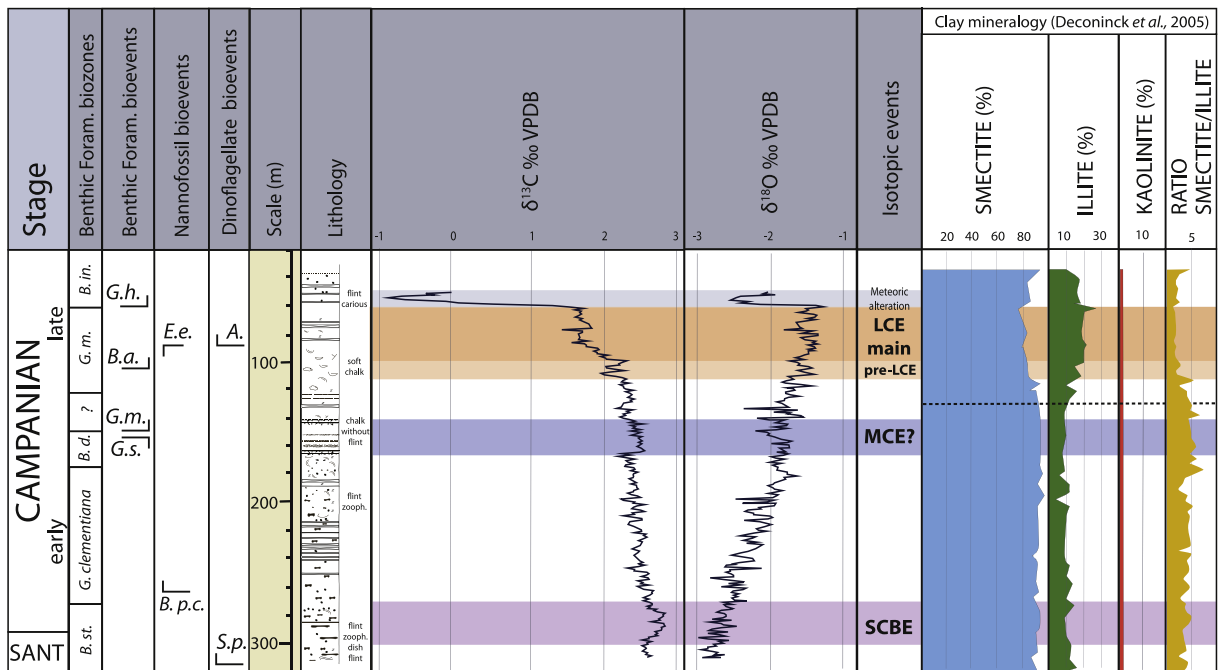 Clay mineralogy (Deconinck et al., 2005)
Stage
Benthic Foram. biozones
Benthic Foram. bioevents
Nannofossil bioevents
Dinoflagellate bioevents
Scale (m)
Lithology
δ13C ‰ VPDB
δ18O ‰ VPDB
Isotopic events
SMECTITE (%)
ILLITE (%)
KAOLINITE (%)
RATIO
SMECTITE/ILLITE
-1 0 1 2 3
-3 -2 -1
20 40 60 80
10 30
10
5
CAMPANIAN
late
early
SANT
B. in.
G. m.
?
B. d.
G. clementiana
B. st.
G.h.
B.a.
G.m.
G.s.
E.e.
B. p.c.
A.
S.p.
100
200
300
flint
carious
soft
chalk
chalk
without
flint
flint
zooph.
flint
zooph.
dish
flint
Meteoric
alteration
LCE
main
pre-LCE
MCE?
SCBE